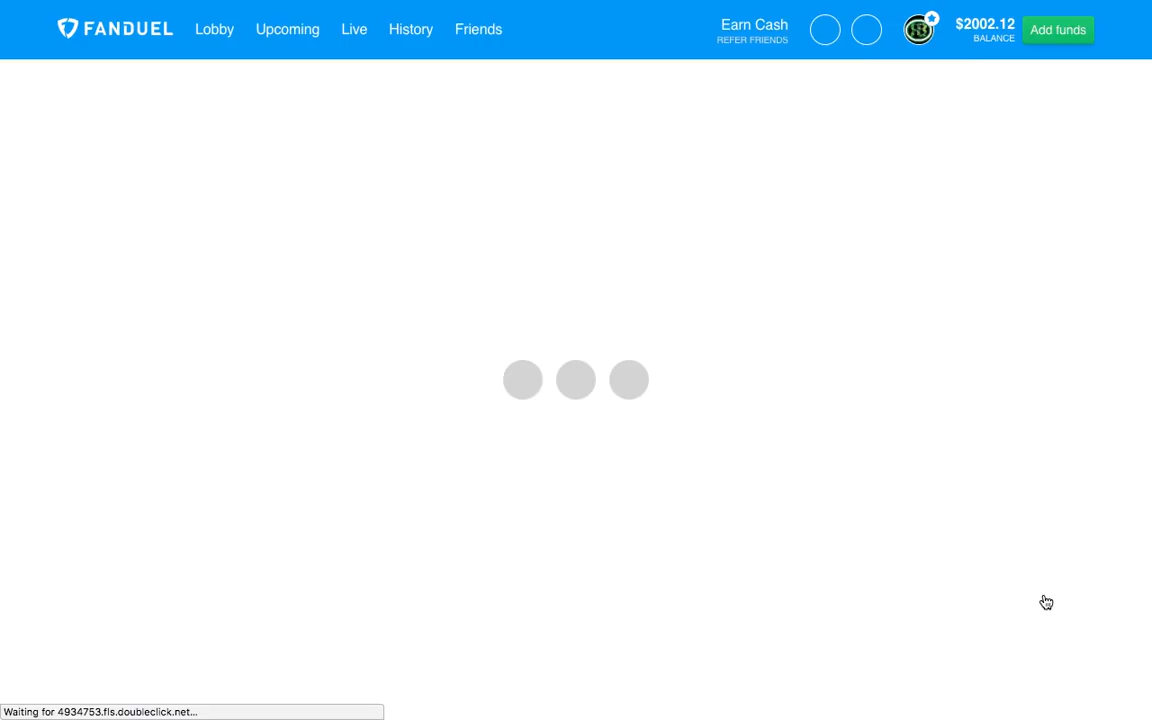 FANDUEL Lobby Upcoming Live History Friends
Earn Cash
REFER FRIENDS
$2002.12
BALANCE
Add funds
Waiting for 4934753.fls.doubleclick.net...